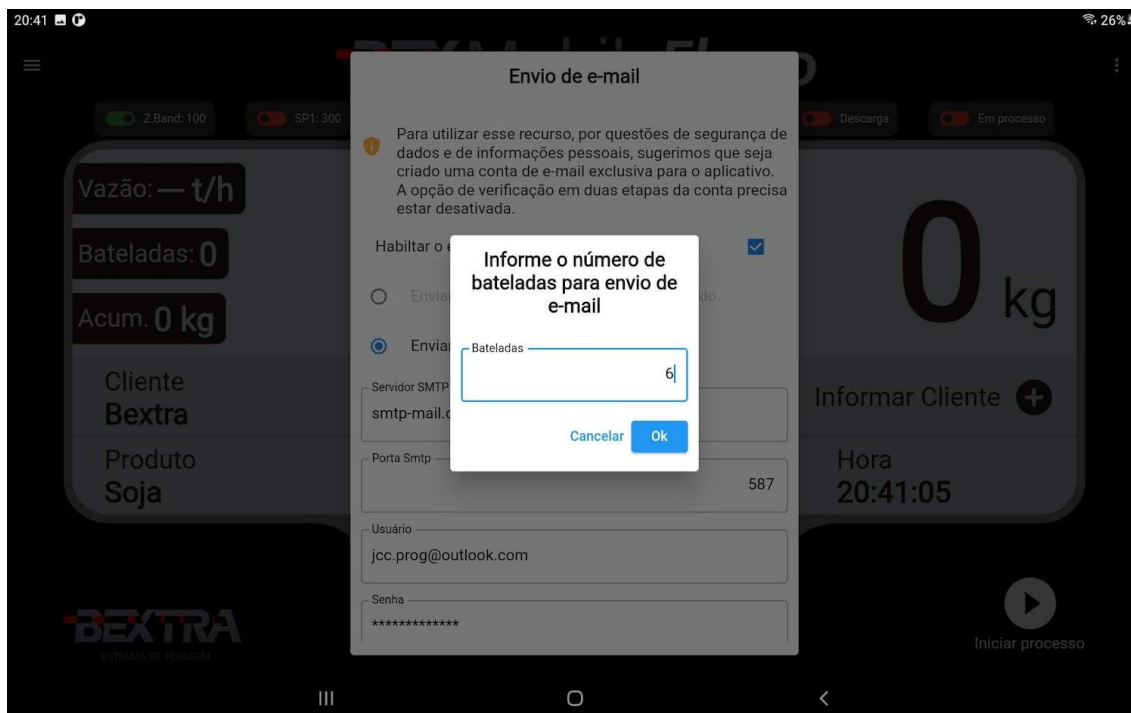 20:41
26%
Envio de e-mail
Z.Band: 100
SP1: 300
Descarga
Em processo
Para utilizar esse recurso, por questões de segurança de
dados e de informações pessoais, sugerimos que seja
criado uma conta de e-mail exclusiva para o aplicativo.
A opção de verificação em duas etapas da conta precisa
estar desativada.
Vazão: — t/h
Bateladas: 0
Acum. 0 kg
0 kg
Habiltar o
Informe o número de
bateladas para envio de
e-mail
Enviar
do.
Enviar
Bateladas
6
Cancelar
Ok
Cliente
Bextra
Informar Cliente
Produto
Soja
Hora
20:41:05
Servidor SMTP
smtp-mail.
Porta Smtp
587
Usuário
jcc.prog@outlook.com
Senha
*************
BEXTRA
SISTEMAS DE PESAGEM
Iniciar processo